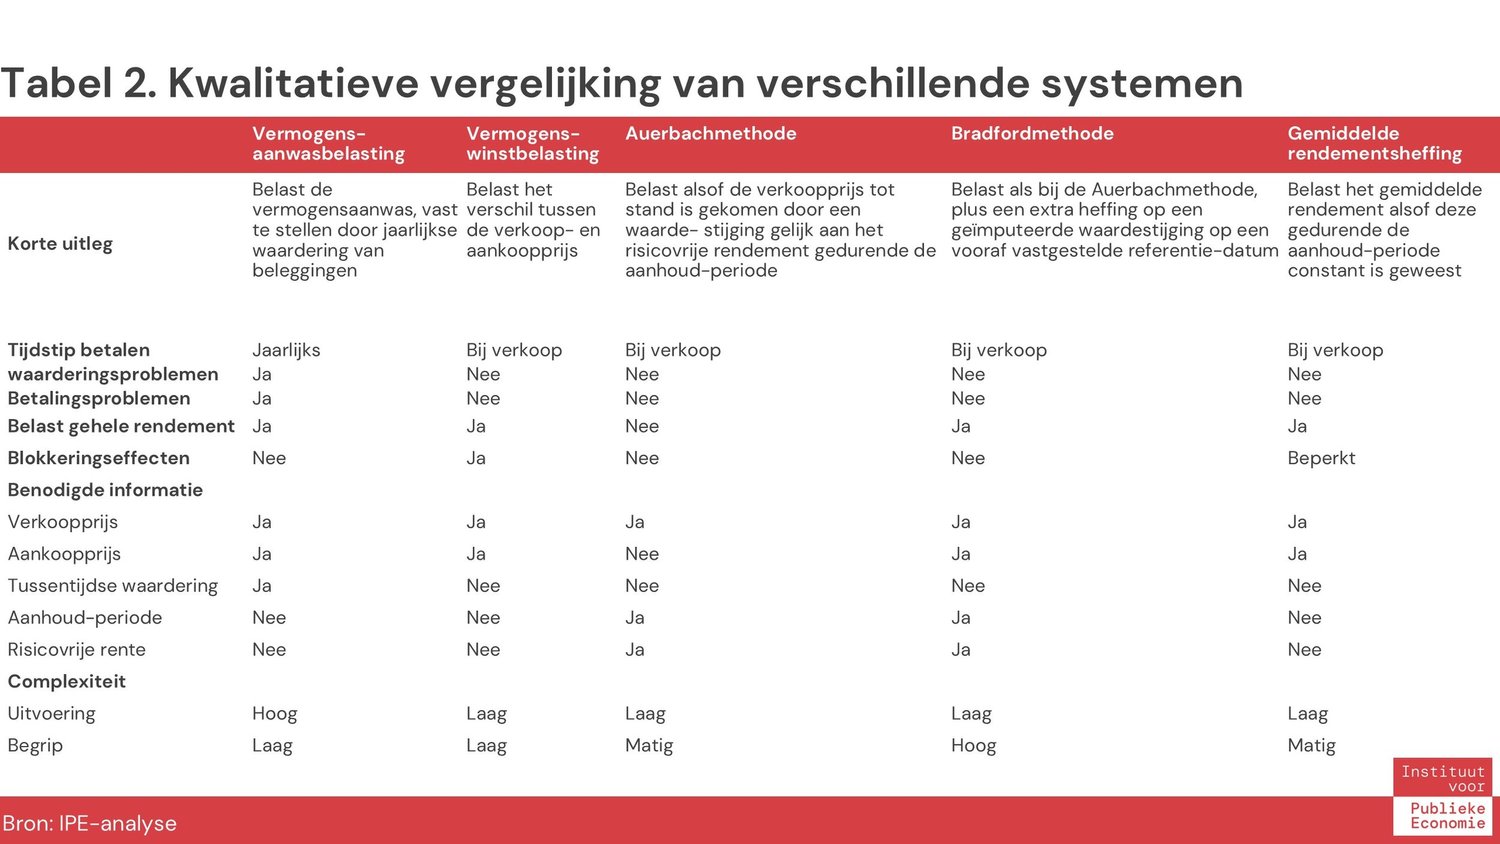 Tabel 2. Kwalitatieve vergelijking van verschillende systemen
Vermogens-aanwasbelasting Vermogens-winstbelasting Auerbachmethode Bradfordmethode Gemiddelde rendementsheffing
Korte uitleg
Belast de
vermogensaanwas, vast
te stellen door jaarlijkse
waardering van
beleggingen
Belast het
verschil tussen
de verkoop- en
aankoopprijs
Belast alsof de verkoopprijs tot
stand is gekomen door een
waarde- stijging gelijk aan het
risicovrije rendement gedurende de
aanhoud-periode
Belast als bij de Auerbachmethode,
plus een extra heffing op een
geïmputeerde waardestijging op een
vooraf vastgestelde referentie-datum
Belast het gemiddelde
rendement alsof deze
gedurende de
aanhoud-periode
constant is geweest
Tijdstip betalen Jaarlijks Bij verkoop Bij verkoop Bij verkoop Bij verkoop
waarderingsproblemen Ja Nee Nee Nee Nee
Betalingsproblemen Ja Nee Nee Nee Nee
Belast gehele rendement Ja Ja Nee Ja Ja
Blokkeringseffecten Nee Ja Nee Nee Beperkt
Benodigde informatie
Verkoopprijs Ja Ja Ja Ja Ja
Aankoopprijs Ja Ja Nee Ja Ja
Tussentijdse waardering Ja Nee Nee Nee Nee
Aanhoud-periode Nee Nee Ja Ja Nee
Risicovrije rente Nee Nee Ja Ja Nee
Complexiteit
Uitvoering Hoog Laag Laag Laag Laag
Begrip Laag Laag Matig Hoog Matig
Bron: IPE-analyse
Instituut
voor
Publieke
Economie